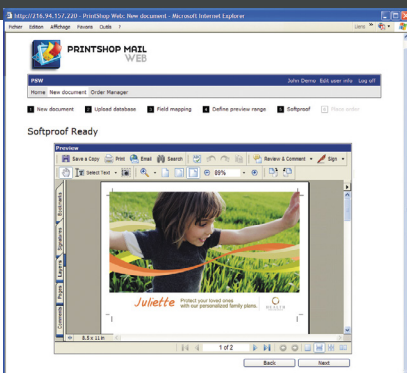 http://216.94.157.220 - PrintShop Web: New document - Microsoft Internet Explorer
Fichier Edition Affichage Favoris Outils ?
Liens
PRINTSHOP MAIL
WEB
PSW
John Demo Edit user info Log off
Home New document Order Manager
1 New document 2 Upload database 3 Field mapping 4 Define preview range 5 Softproof 6 Place order
Softproof Ready
Preview
Save a Copy Print Email Search Review & Comment Sign
Select Text 89%
Bookmarks
Signatures
Layers
Pages
Comments
Juliette
Protect your loved ones
with our personalized family plans.
HEALTH
8.5 x 11 in
1 of 2
Back Next